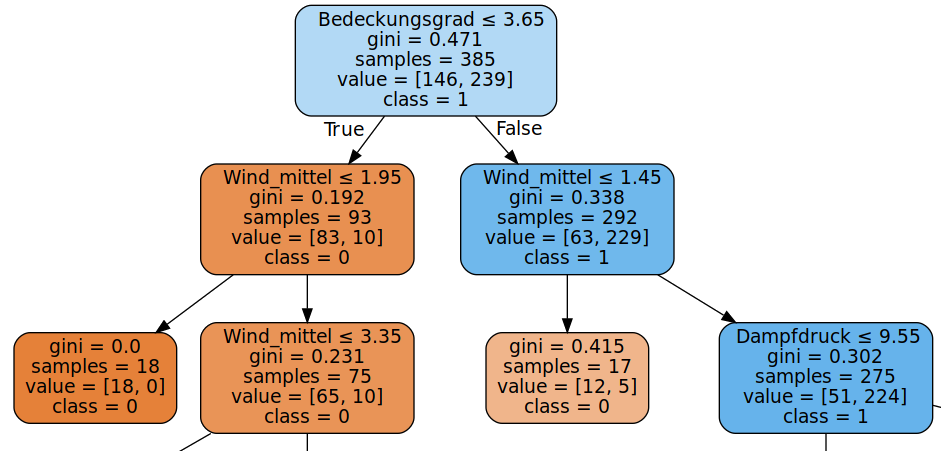 Bedeckungsgrad ≤ 3.65
gini = 0.471
samples = 385
value = [146, 239]
class = 1
True
False
Wind_mittel ≤ 1.95
gini = 0.192
samples = 93
value = [83, 10]
class = 0
Wind_mittel ≤ 1.45
gini = 0.338
samples = 292
value = [63, 229]
class = 1
gini = 0.0
samples = 18
value = [18, 0]
class = 0
Wind_mittel ≤ 3.35
gini = 0.231
samples = 75
value = [65, 10]
class = 0
gini = 0.415
samples = 17
value = [12, 5]
class = 0
Dampfdruck ≤ 9.55
gini = 0.302
samples = 275
value = [51, 224]
class = 1